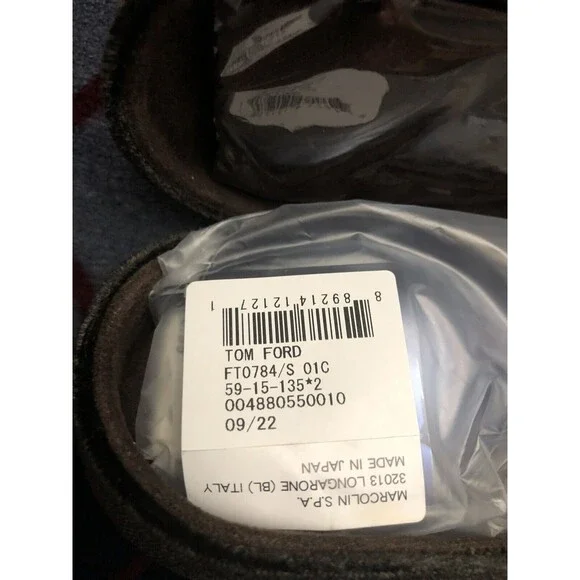 8 89214 12127 1
TOM FORD
FT0784/S 01C
59-15-135*2
004880550010
09/22
MARCOLIN S.P.A.
32013 LONGARONE (BL) ITALY
MADE IN JAPAN